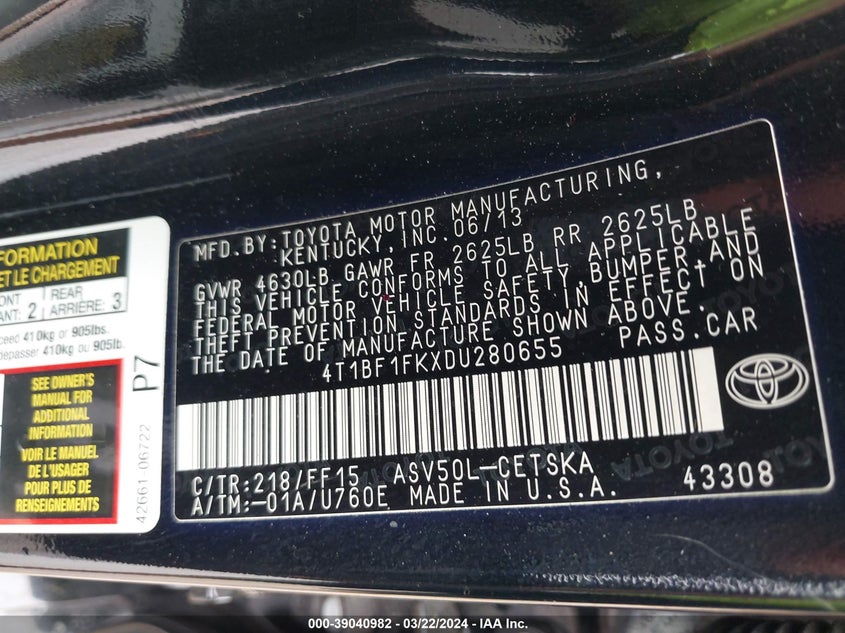 FORMATION
ET LE CHARGEMENT
ONT
ANT: 2
REAR
ARRIÈRE: 3
ceed 410kg or 905lbs.
depasser 410kg ou 905lb.
SEE OWNER'S
MANUAL FOR
ADDITIONAL
INFORMATION
VOIR LE MANUEL
DE L'USAGER
POUR PLUS DE
RENSEIGNEMENTS
P7
42661-06722
MFD. BY: TOYOTA MOTOR MANUFACTURING,
KENTUCKY, INC. 06/13
GVWR 4630LB GAWR FR 2625LB RR 2625LB
THIS VEHICLE CONFORMS TO ALL APPLICABLE
FEDERAL MOTOR VEHICLE SAFETY, BUMPER, AND
THEFT PREVENTION STANDARDS IN EFFECT ON
THE DATE OF MANUFACTURE SHOWN ABOVE.
4T1BF1FKXDU280655 PASS.CAR
TOYOTA
C/TR:218/FF15 ASV50L-CETSKA
A/TM:-01A/U760E MADE IN U.S.A. 43308
000-39040982 - 03/22/2024 - IAA Inc.